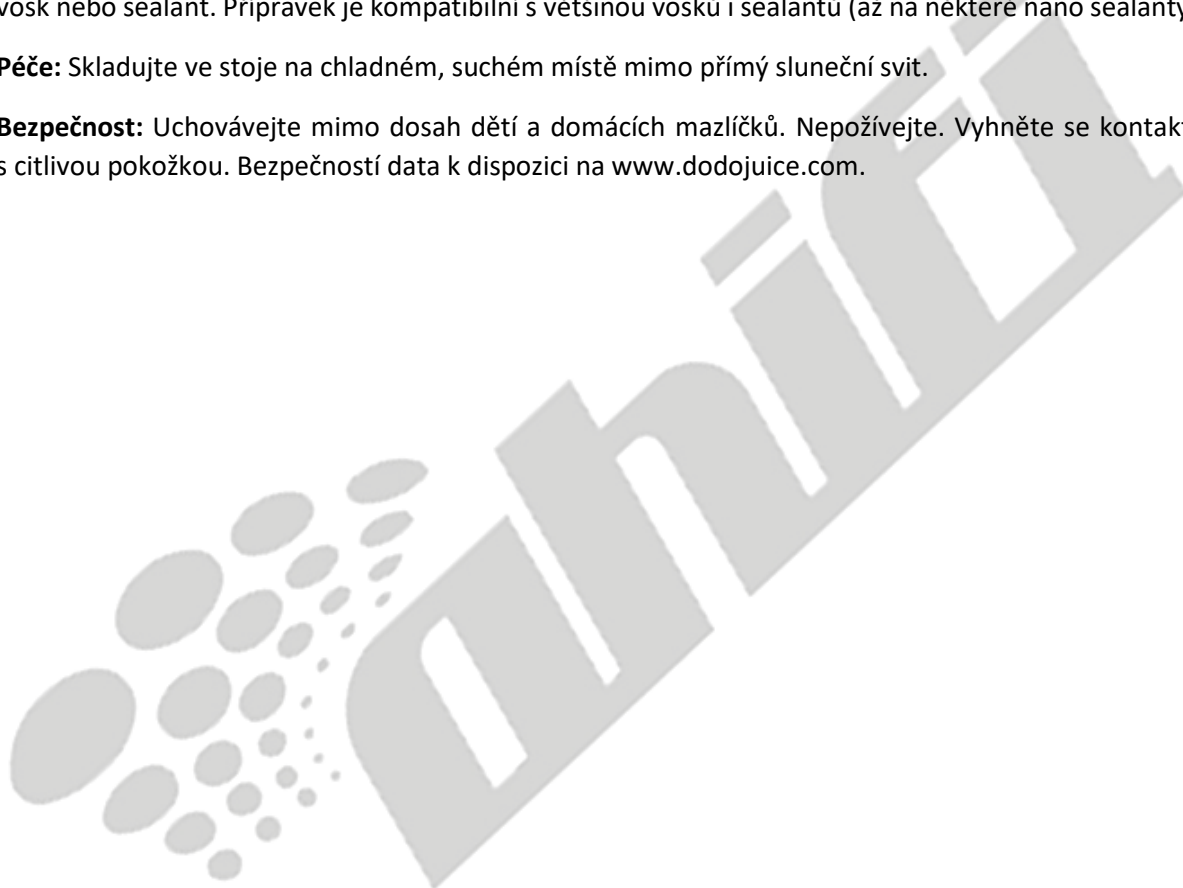 vosk nebo sealant. Přípravek je kompatibilní s většinou vosků i sealantů (až na některé nano sealanty
Péče: Skladujte ve stoje na chladném, suchém místě mimo přímý sluneční svit.
Bezpečnost: Uchovávejte mimo dosah dětí a domácích mazlíčků. Nepožívejte. Vyhněte se kontakt
s citlivou pokožkou. Bezpečností data k dispozici na www.dodojuice.com.
ahifi